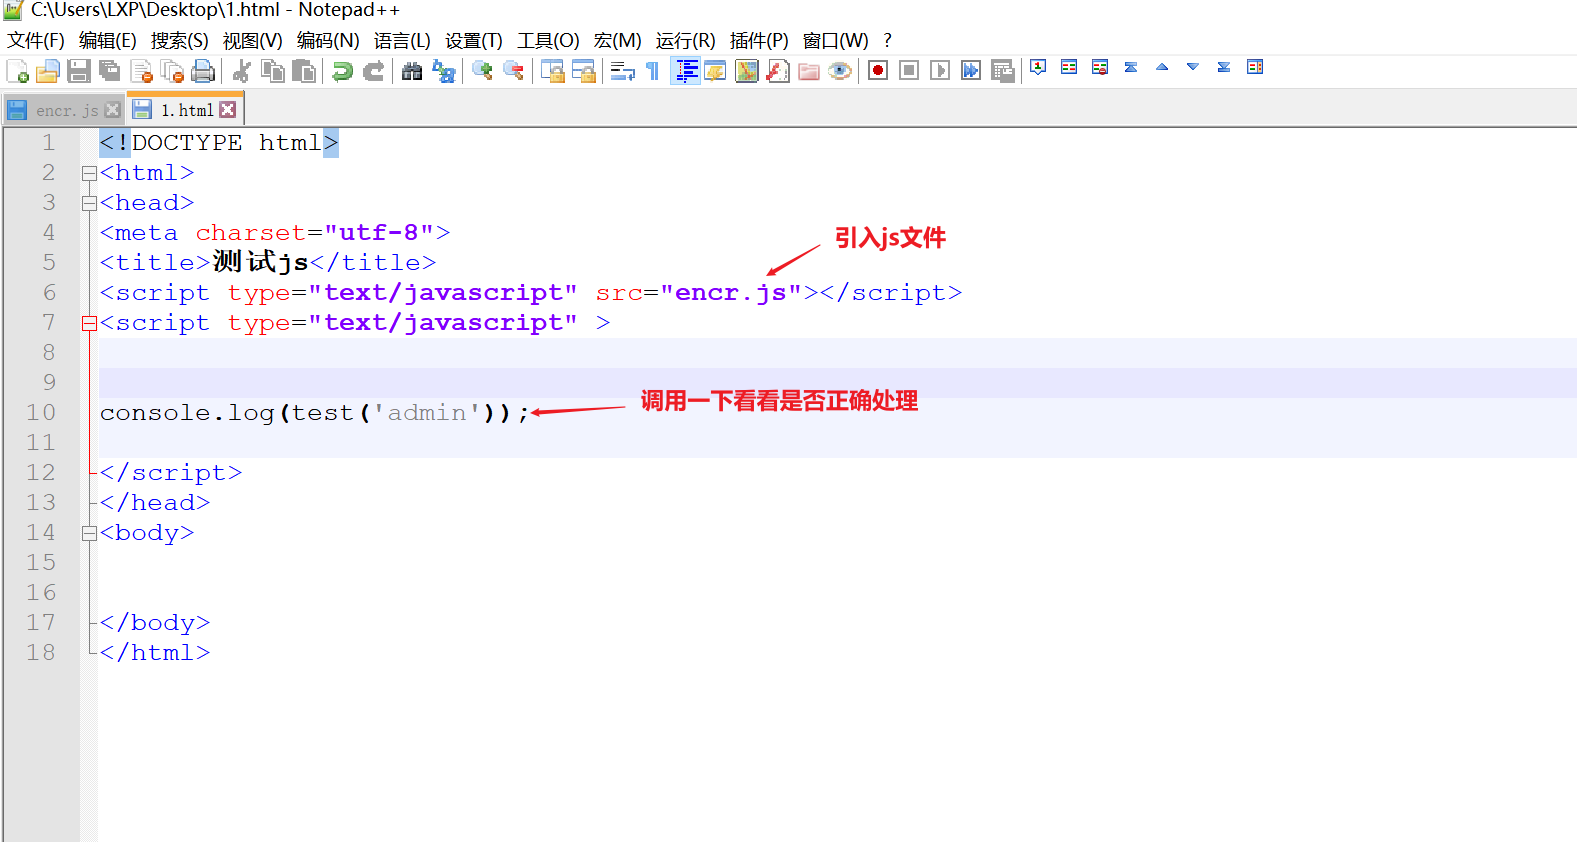 C:\Users\LXP\Desktop\1.html - Notepad++
文件(F) 编辑(E) 搜索(S) 视图(V) 编码(N) 语言(L) 设置(T) 工具(O) 宏(M) 运行(R) 插件(P) 窗口(W) ?
encr.js 1.html
1 <!DOCTYPE html>
2 <html>
3 <head>
4 <meta charset="utf-8">
引入js文件
5 <title>测试js</title>
6 <script type="text/javascript" src="encr.js"></script>
7 <script type="text/javascript" >
8
9
调用一下看看是否正确处理
10 console.log(test('admin'));
11
12 </script>
13 </head>
14 <body>
15
16
17 </body>
18 </html>